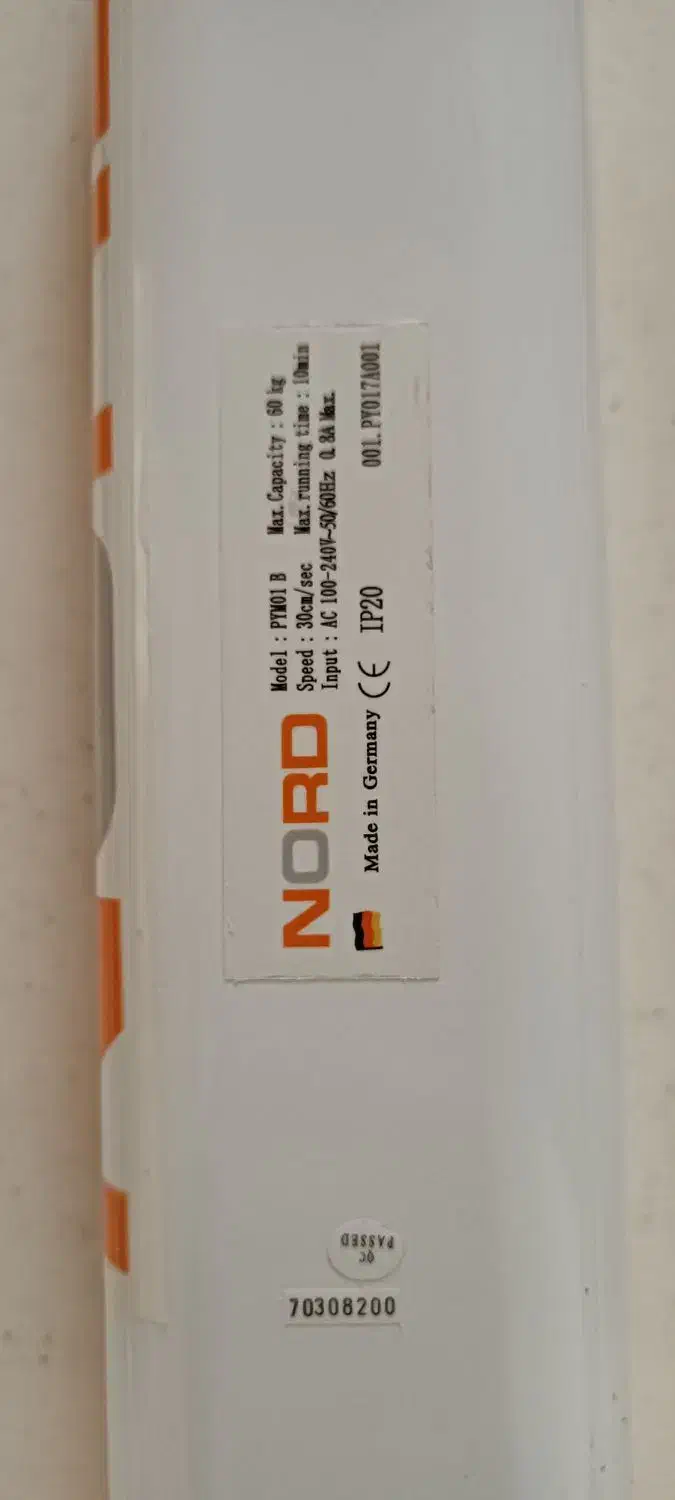 NORD
Model : PYM01 B Max. Capacity : 60 kg
Speed : 30cm/sec Max. running time : 10min
Input : AC 100-240V~50/60Hz 0.8A Max.
Made in Germany CE IP20 001.PY017A001
QC
PASSED
70308200